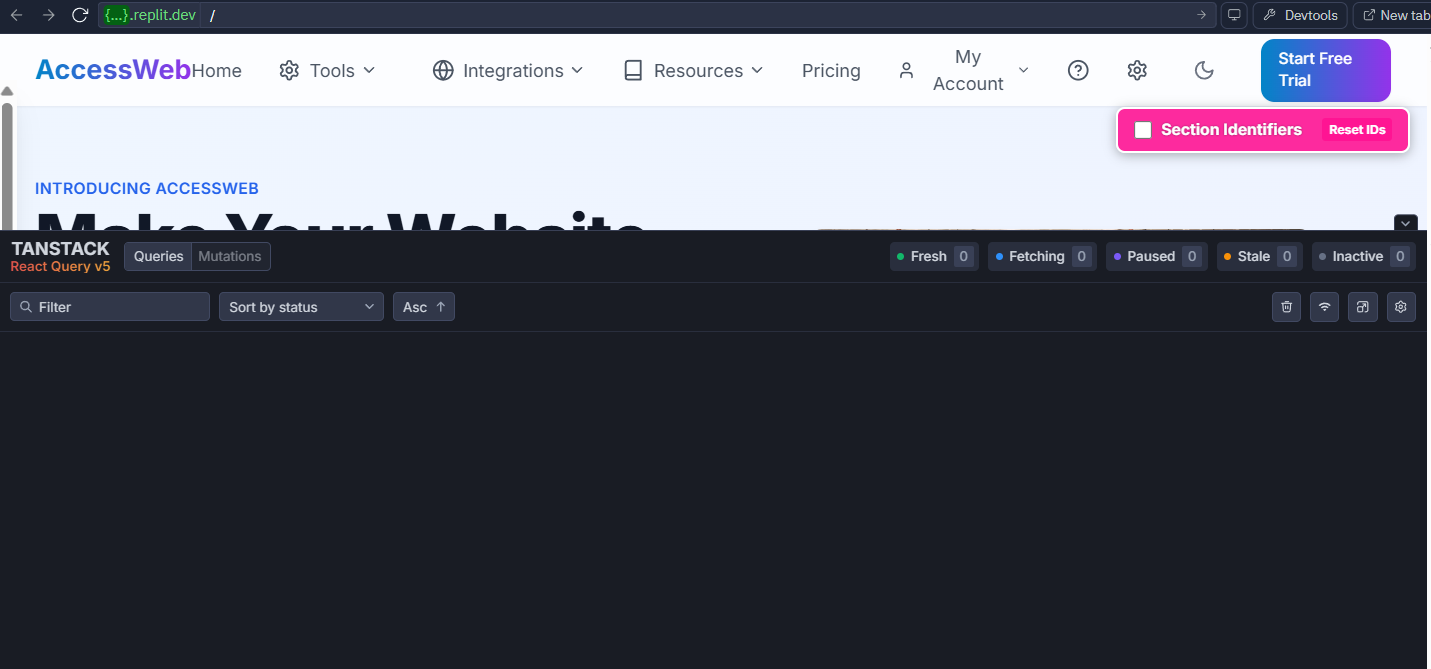 {...}.replit.dev /
Devtools
New tab
AccessWeb
Home
Tools
Integrations
Resources
Pricing
My
Account
Start Free
Trial
Section Identifiers
Reset IDs
INTRODUCING ACCESSWEB
Make Your Website
TANSTACK
React Query v5
Queries
Mutations
Fresh 0
Fetching 0
Paused 0
Stale 0
Inactive 0
Filter
Sort by status
Asc ↑